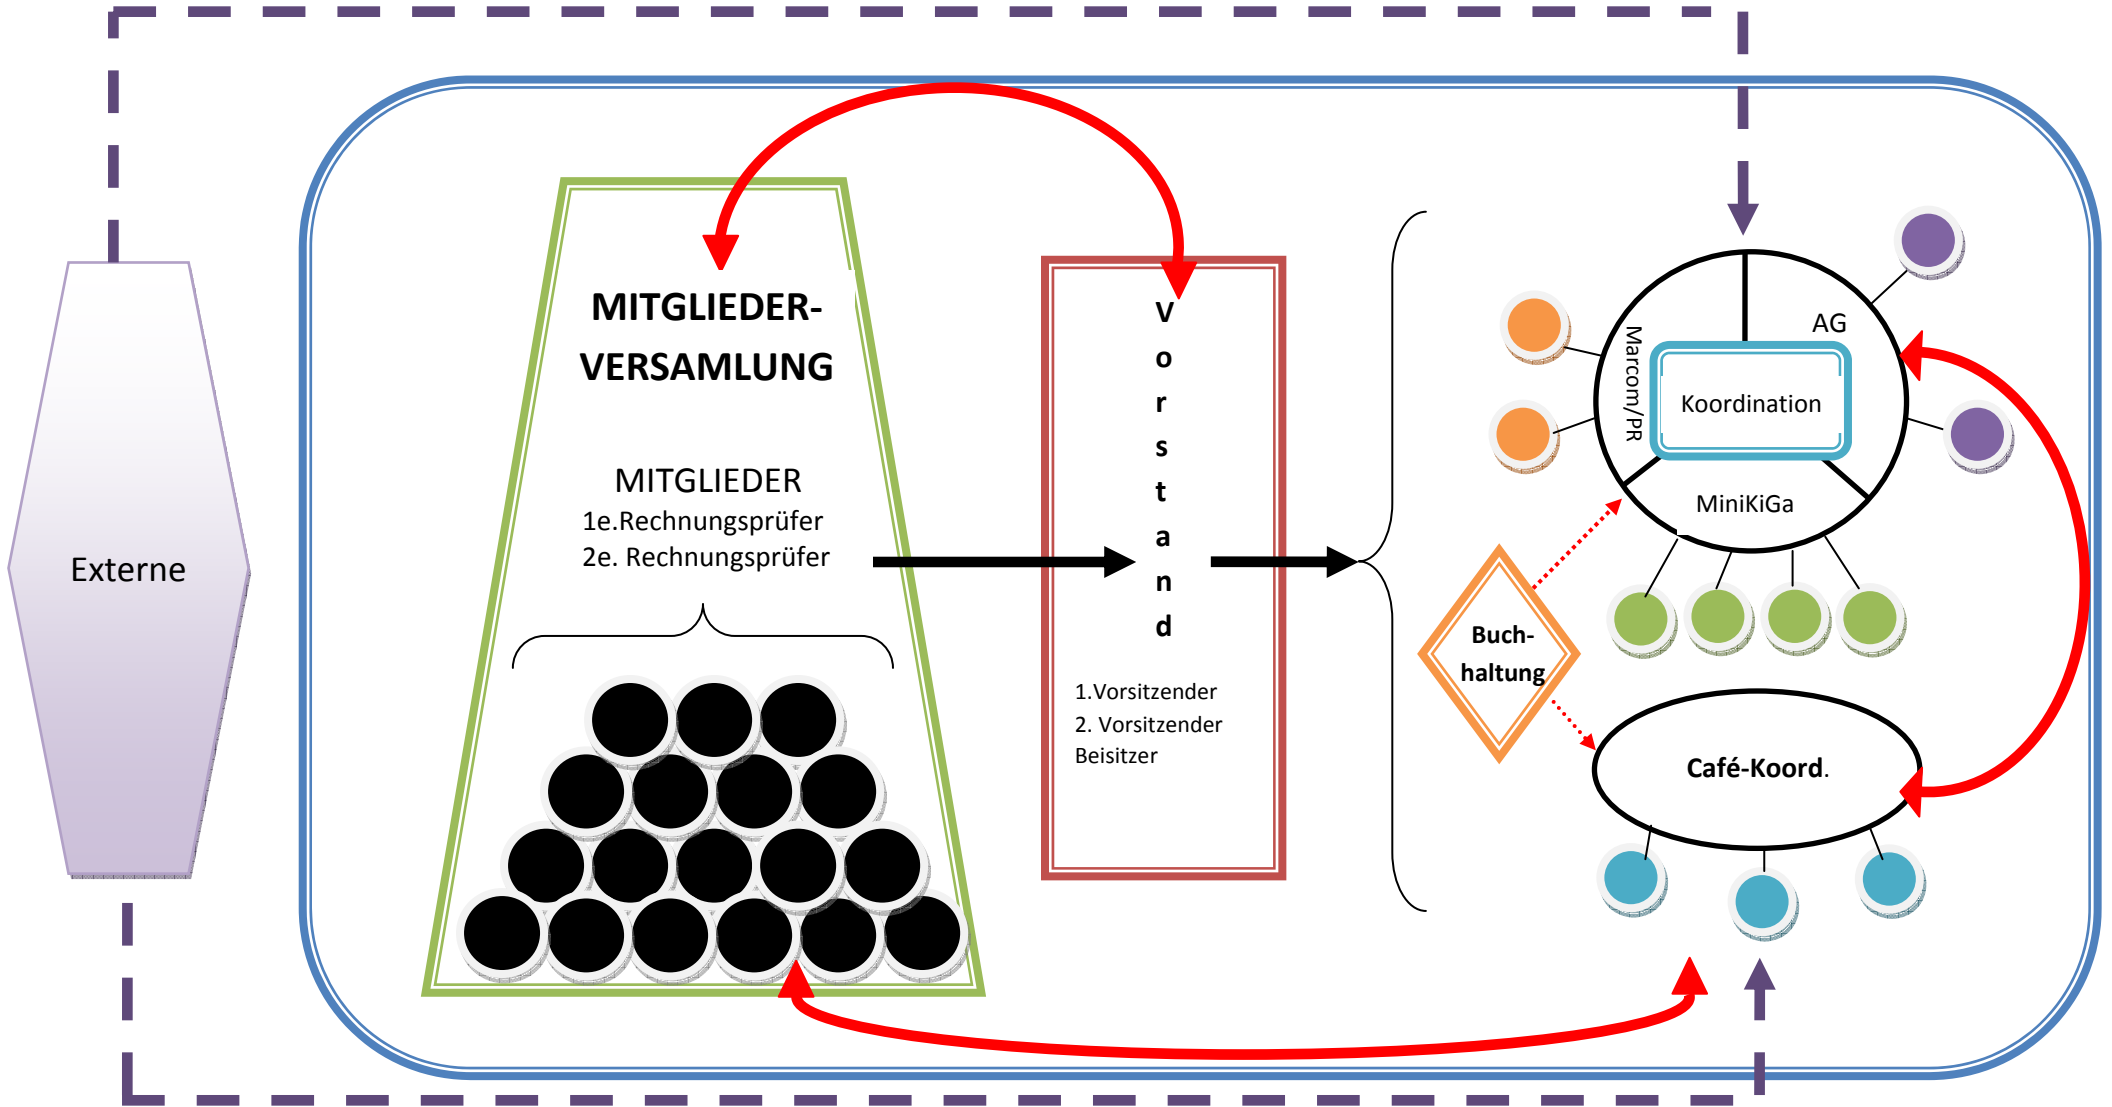 Externe
MITGLIEDER-
VERSAMLUNG
MITGLIEDER
1e.Rechnungsprüfer
2e. Rechnungsprüfer
Vorstand
1.Vorsitzender
2. Vorsitzender
Beisitzer
Marcom/PR
AG
Koordination
MiniKiGa
Buch-
haltung
Café-Koord.